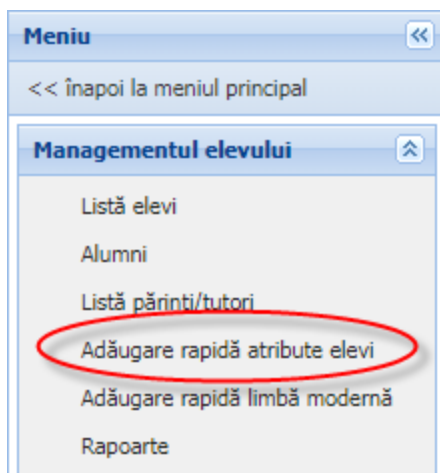 Meniu
<< înapoi la meniul principal
Managementul elevului
Listă elevi
Alumni
Listă părinți/tutori
Adăugare rapidă atribute elevi
Adăugare rapidă limbă modernă
Rapoarte